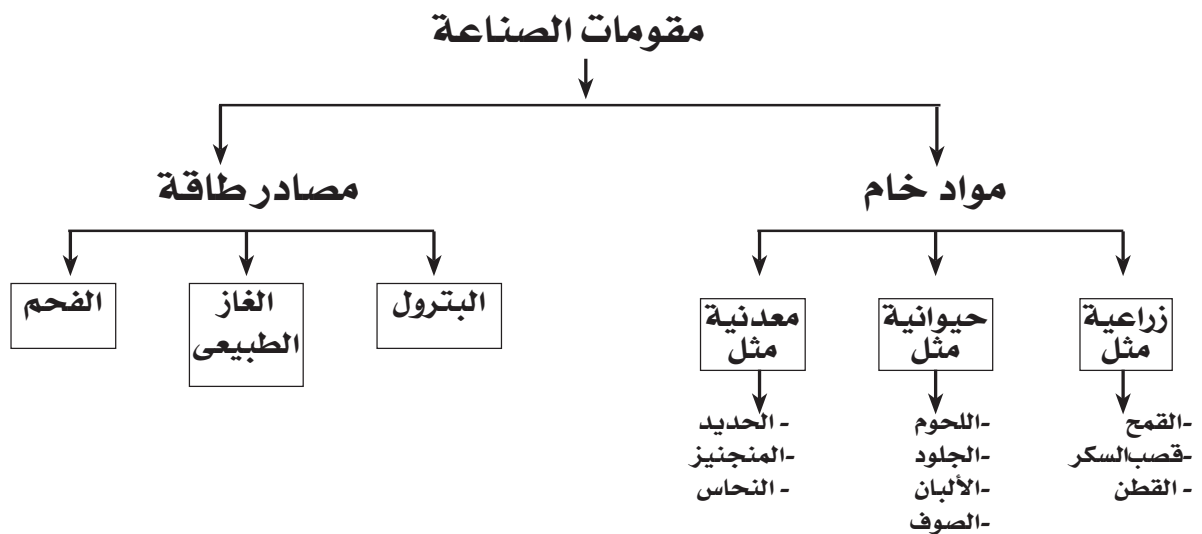 مقومات الصناعة
مواد خام
مصادر طاقة
زراعية
مثل
-القمح
-قصب السكر
- القطن
حيوانية
مثل
-اللحوم
-الجلود
-الألبان
-الصوف
معدنية
مثل
- الحديد
-المنجنيز
- النحاس
البترول
الغاز
الطبيعى
الفحم